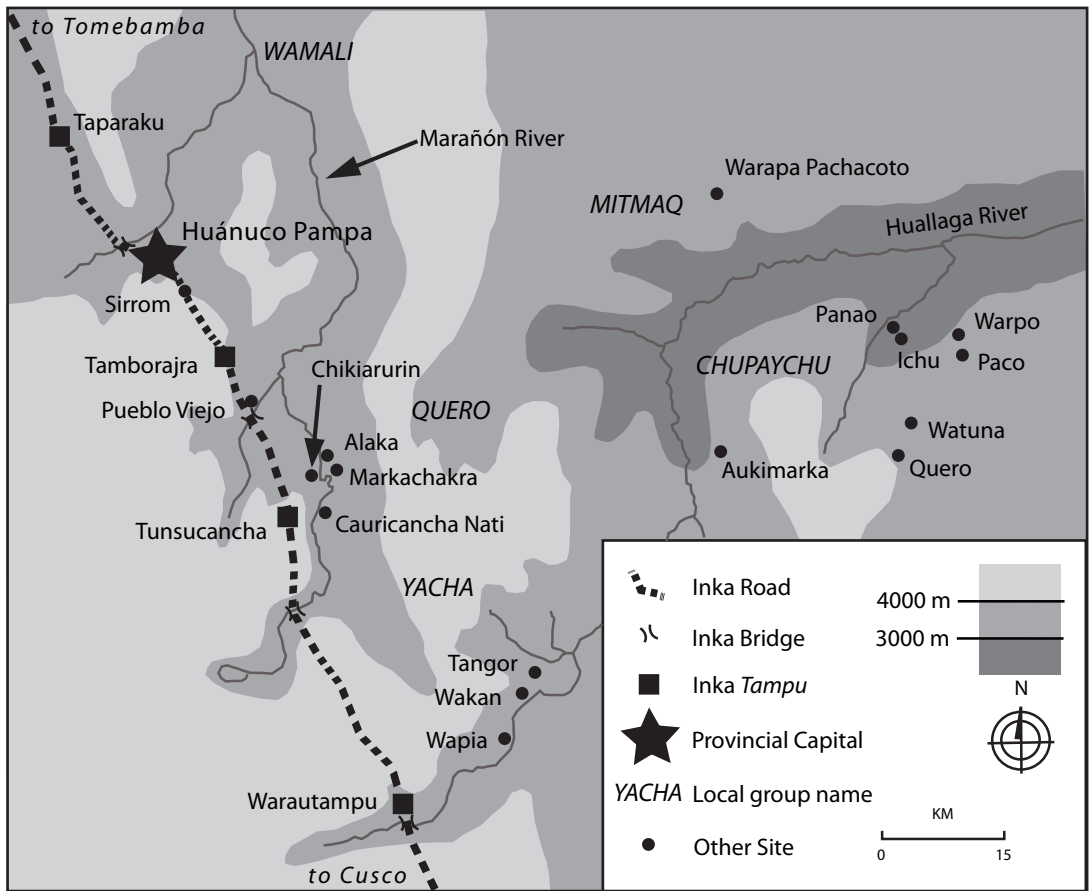 to Tomebamba
WAMALI
Taparaku
Marañón River
Warapa Pachacoto
MITMAQ
Huallaga River
Huánuco Pampa
Sirrom
Panao
Warpo
Ichu
Paco
Tamborajra
Chikiarurin
CHUPAYCHU
Pueblo Viejo
QUERO
Alaka
Markachakra
Watuna
Aukimarka
Quero
Tunsucancha
Cauricancha Nati
YACHA
Tangor
Wakan
Wapia
Warautampu
to Cusco
Inka Road
Inka Bridge
Inka Tampu
Provincial Capital
YACHA Local group name
Other Site
4000 m
3000 m
N
KM
0 15